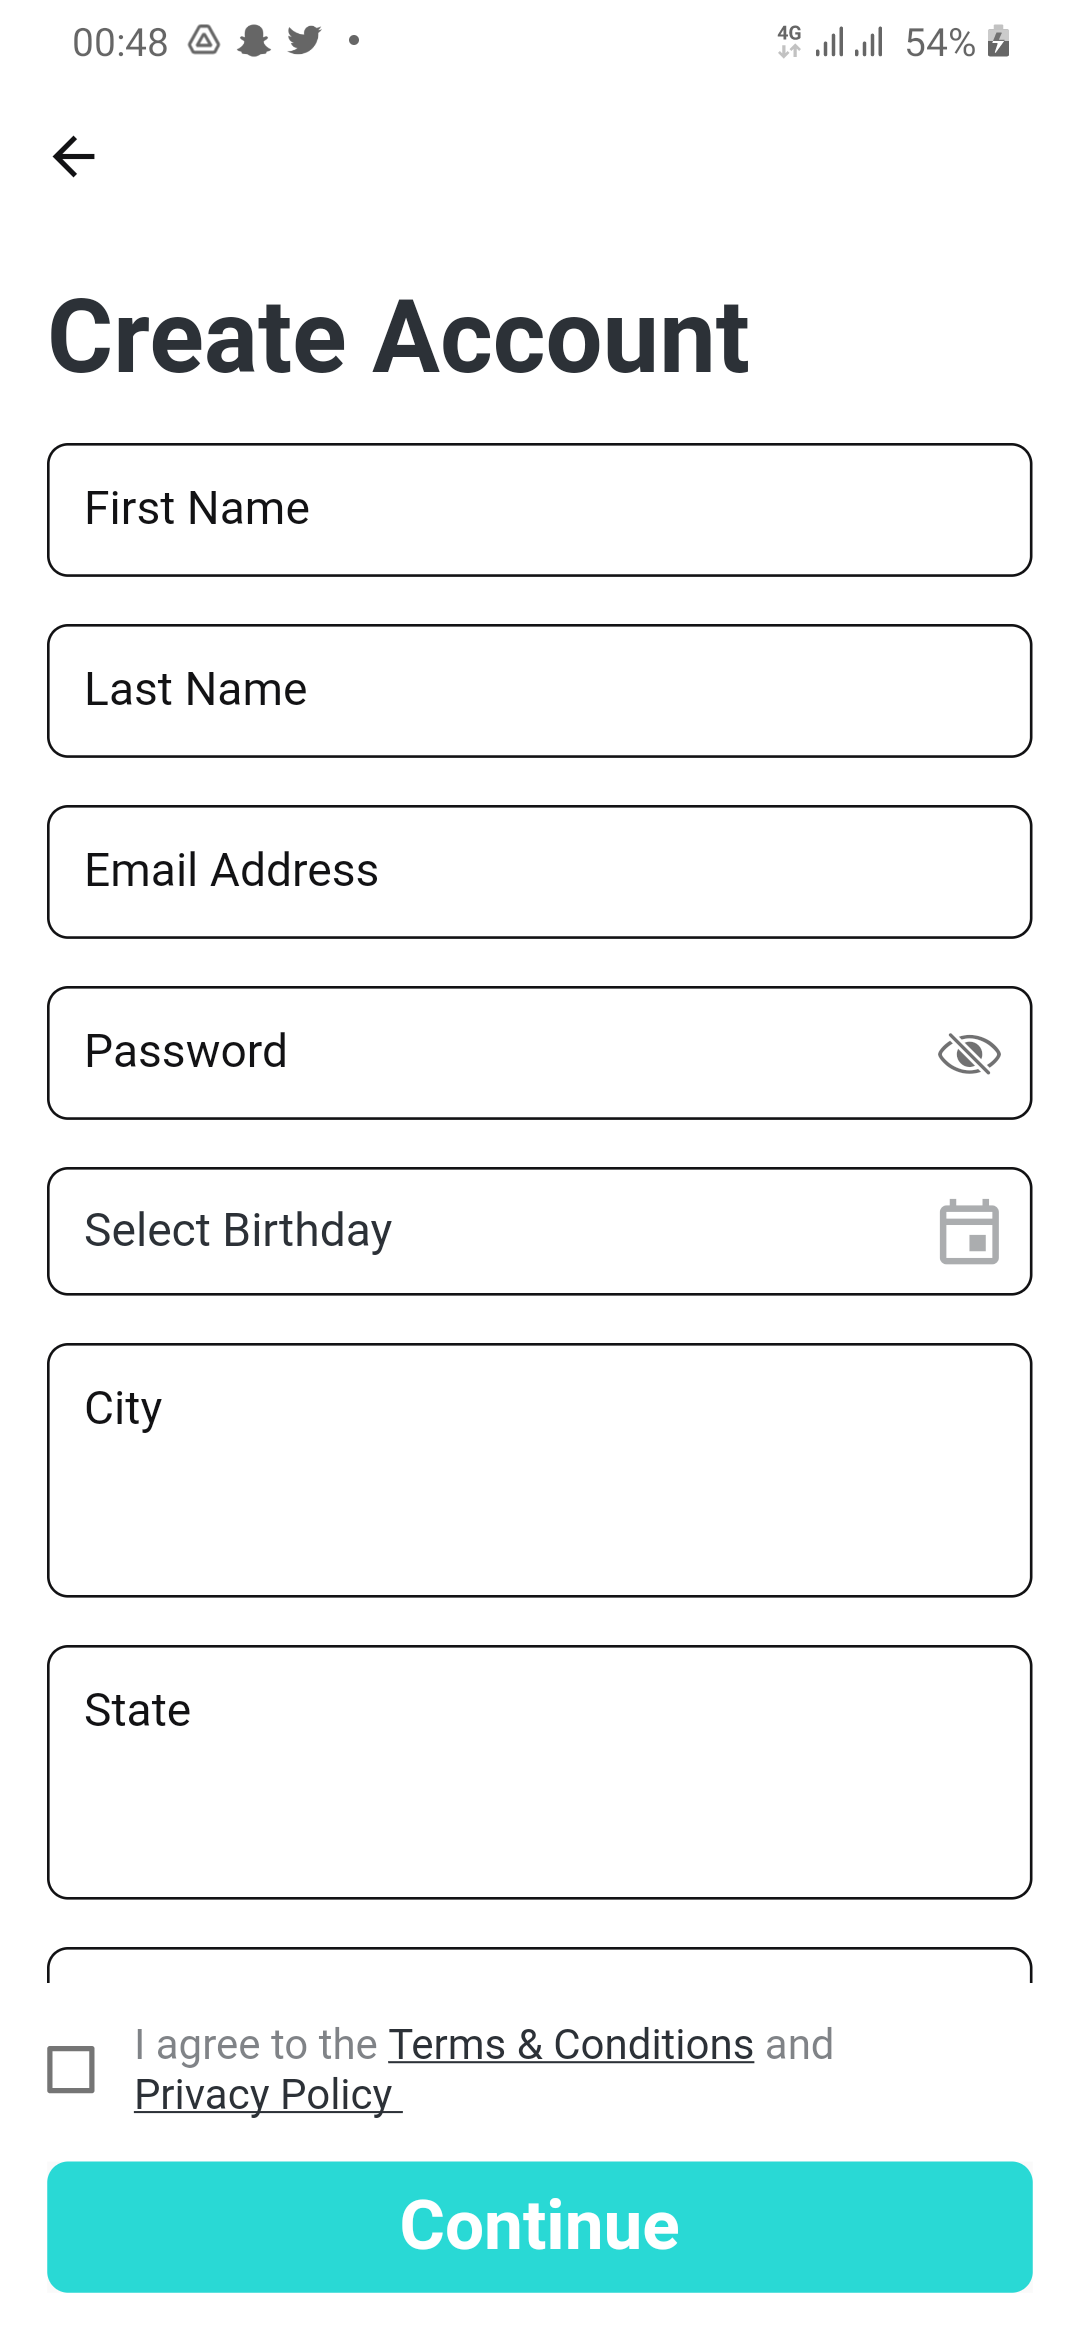 00:48 4G 54%
Create Account
First Name
Last Name
Email Address
Password
Select Birthday
City
State
I agree to the Terms & Conditions and
Privacy Policy
Continue